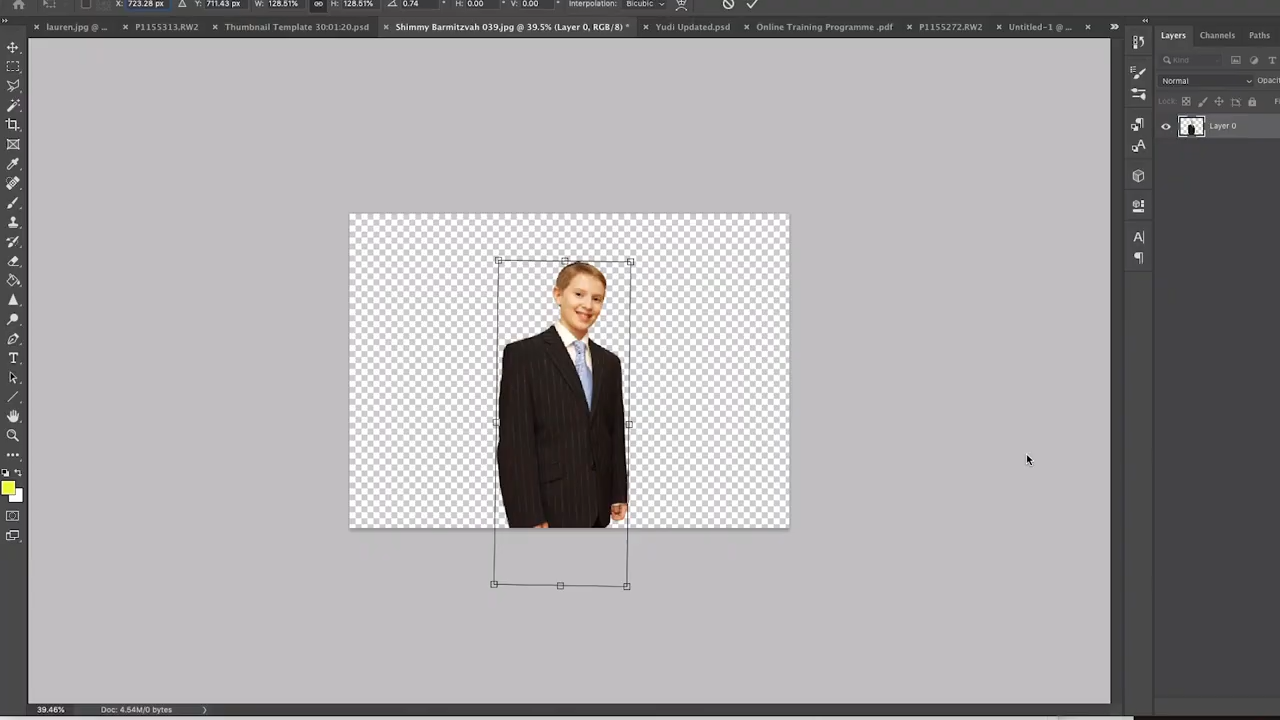 X: 723.28 px Y: 711.43 px W: 128.51% H: 128.51% 0.74 ° H: 0.00 ° V: 0.00 ° Interpolation: Bicubic
lauren.jpg @ ... P1155313.RW2 Thumbnail Template 30:01:20.psd Shimmy Barmitzvah 039.jpg @ 39.5% (Layer 0, RGB/8) * Yudi Updated.psd Online Training Programme .pdf P1155272.RW2 Untitled-1 @ ...
Layers Channels Paths
Kind
Normal Opacit
Lock:
Layer 0
39.46% Doc: 4.54M/0 bytes